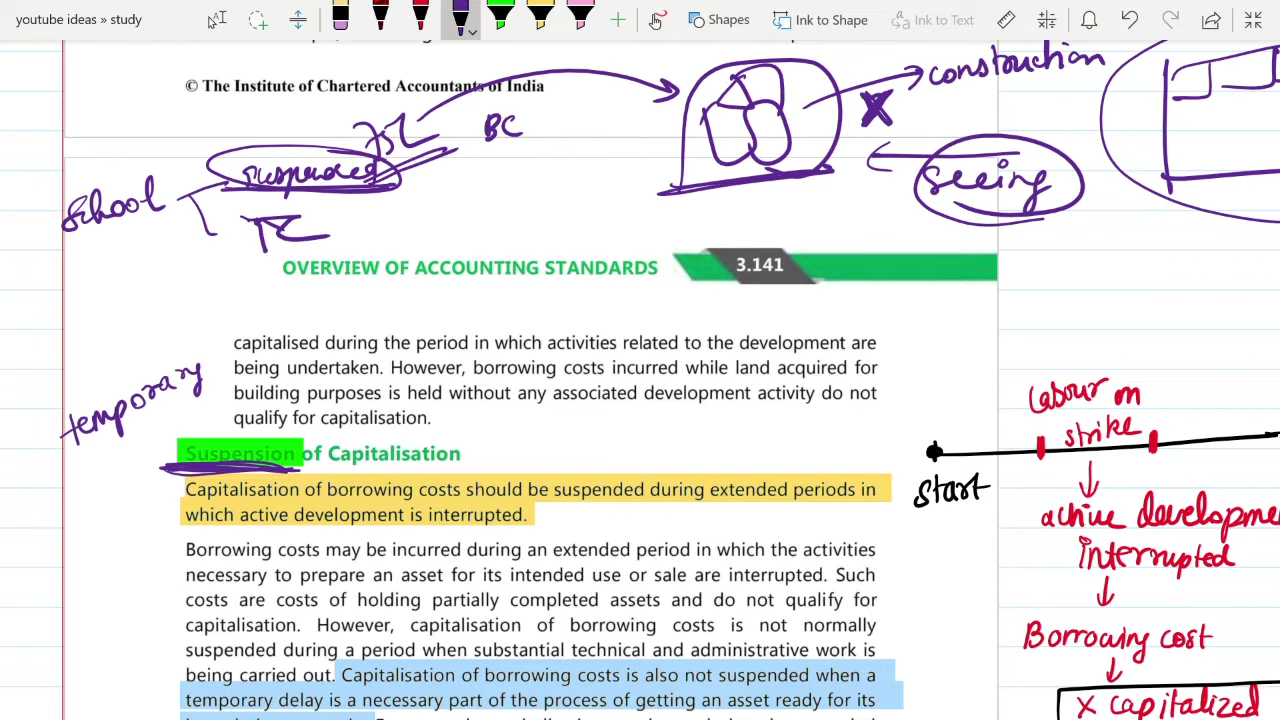 youtube ideas » study
Shapes
Ink to Shape
Ink to Text
© The Institute of Chartered Accountants of India
construction
BC
suspended
School
seeing
TC
OVERVIEW OF ACCOUNTING STANDARDS 3.141
capitalised during the period in which activities related to the development are
being undertaken. However, borrowing costs incurred while land acquired for
building purposes is held without any associated development activity do not
qualify for capitalisation.
temporary
Suspension of Capitalisation
Capitalisation of borrowing costs should be suspended during extended periods in
which active development is interrupted.
Borrowing costs may be incurred during an extended period in which the activities
necessary to prepare an asset for its intended use or sale are interrupted. Such
costs are costs of holding partially completed assets and do not qualify for
capitalisation. However, capitalisation of borrowing costs is not normally
suspended during a period when substantial technical and administrative work is
being carried out. Capitalisation of borrowing costs is also not suspended when a
temporary delay is a necessary part of the process of getting an asset ready for its
Labour on
strike
start
active developme
interrupted
Borrowing cost
X capitalized